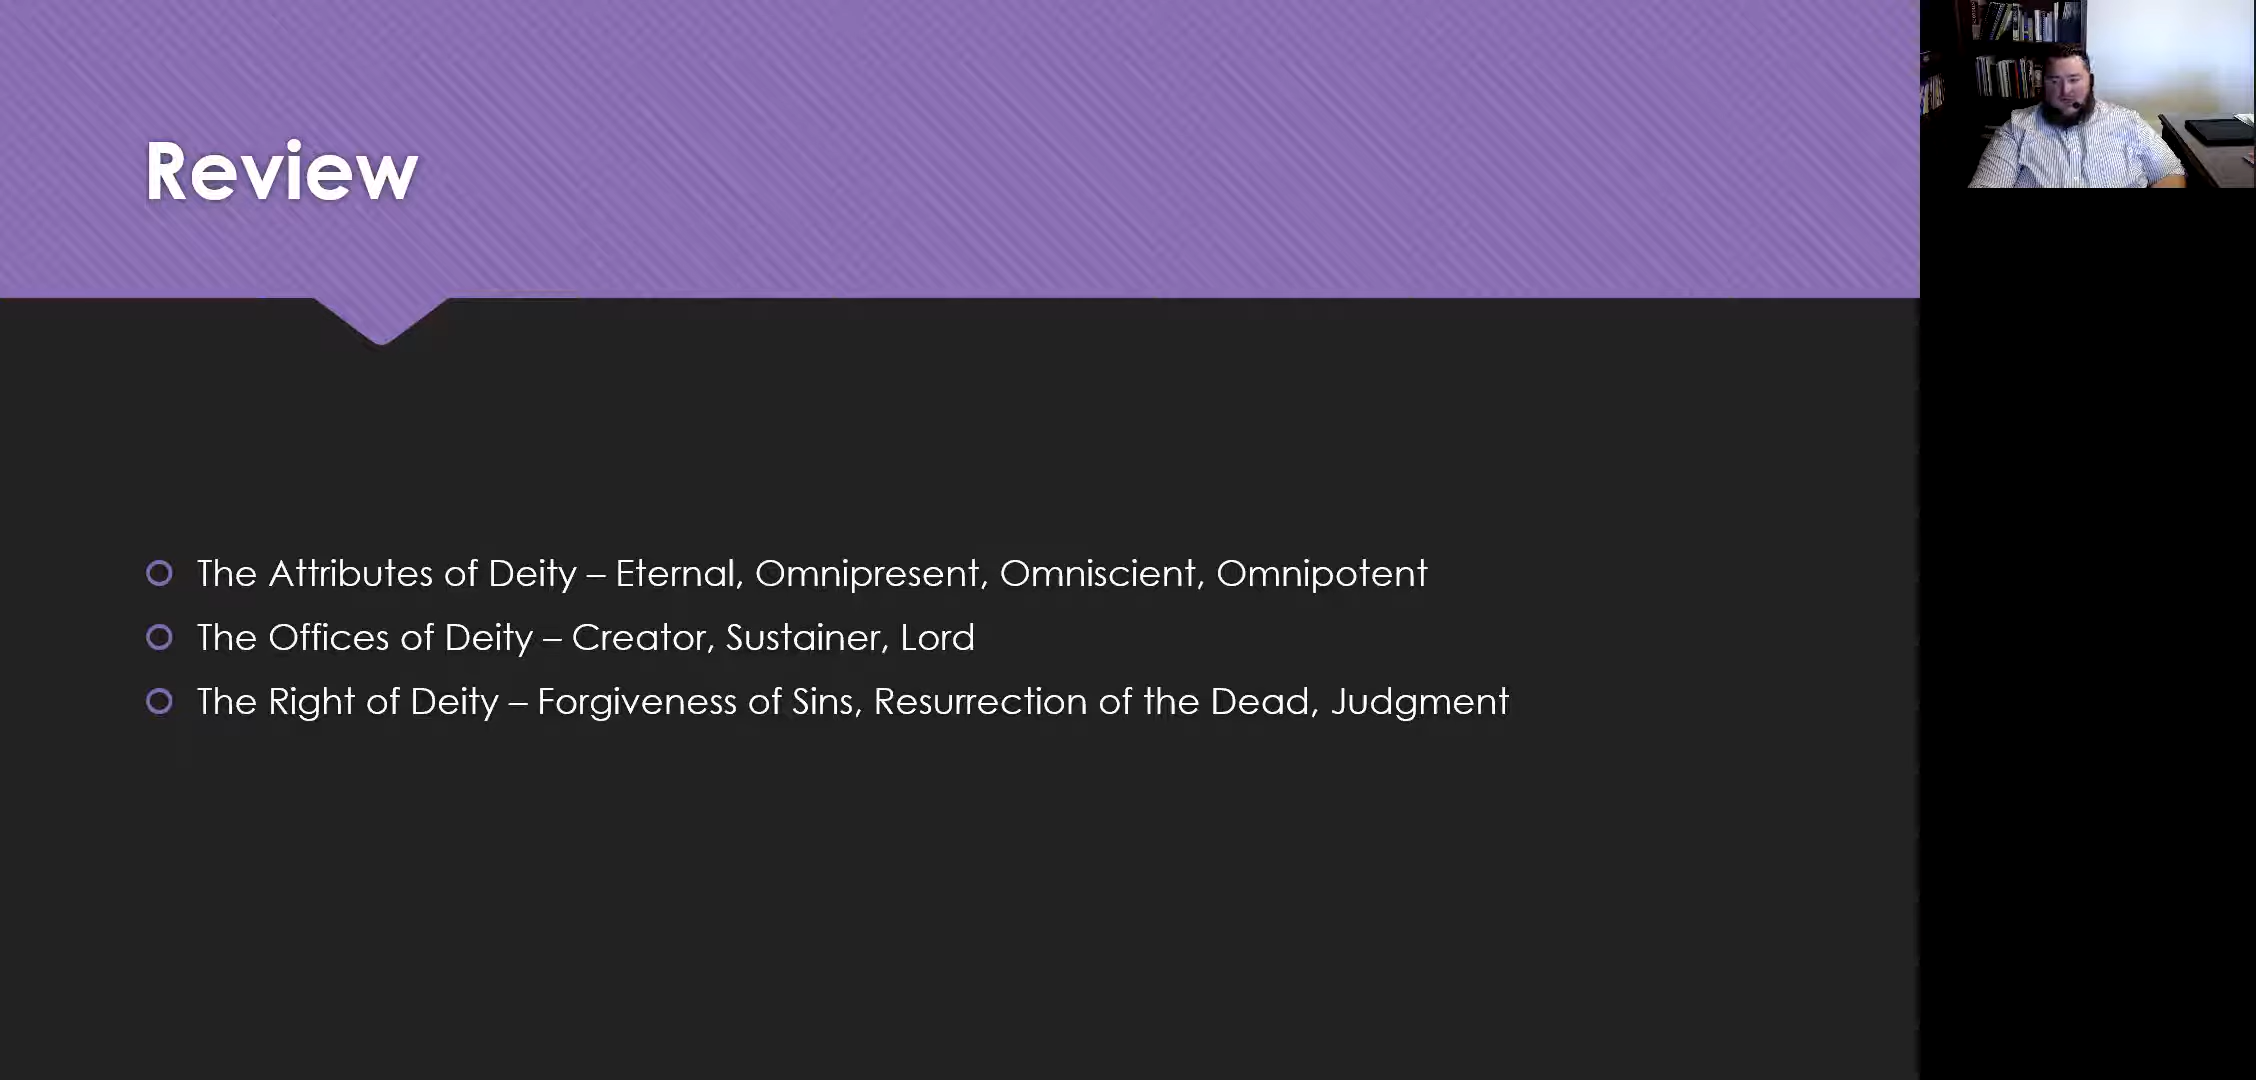 Review
The Attributes of Deity – Eternal, Omnipresent, Omniscient, Omnipotent
The Offices of Deity – Creator, Sustainer, Lord
The Right of Deity – Forgiveness of Sins, Resurrection of the Dead, Judgment